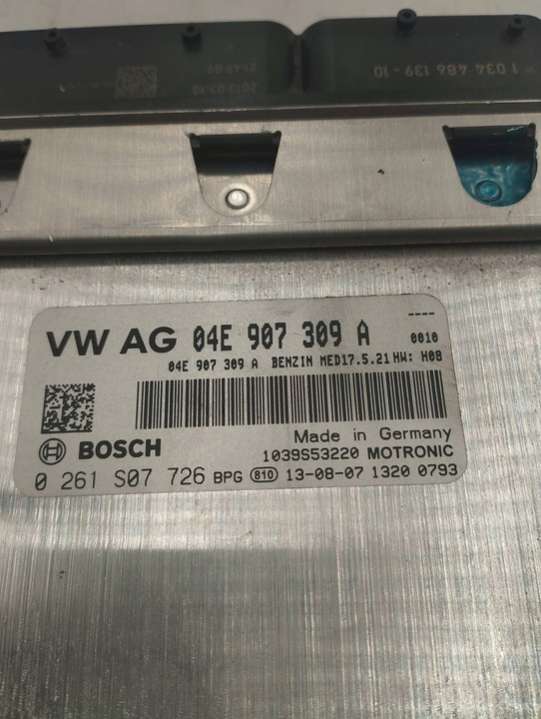 1 034 486 139-10
VW AG 04E 907 309 A
----
0010
04E 907 309 A BENZIN MED17.5.21 HW: H08
Made in Germany
BOSCH
1039S53220 MOTRONIC
0 261 S07 726 BPG 810 13-08-07 1320 0793